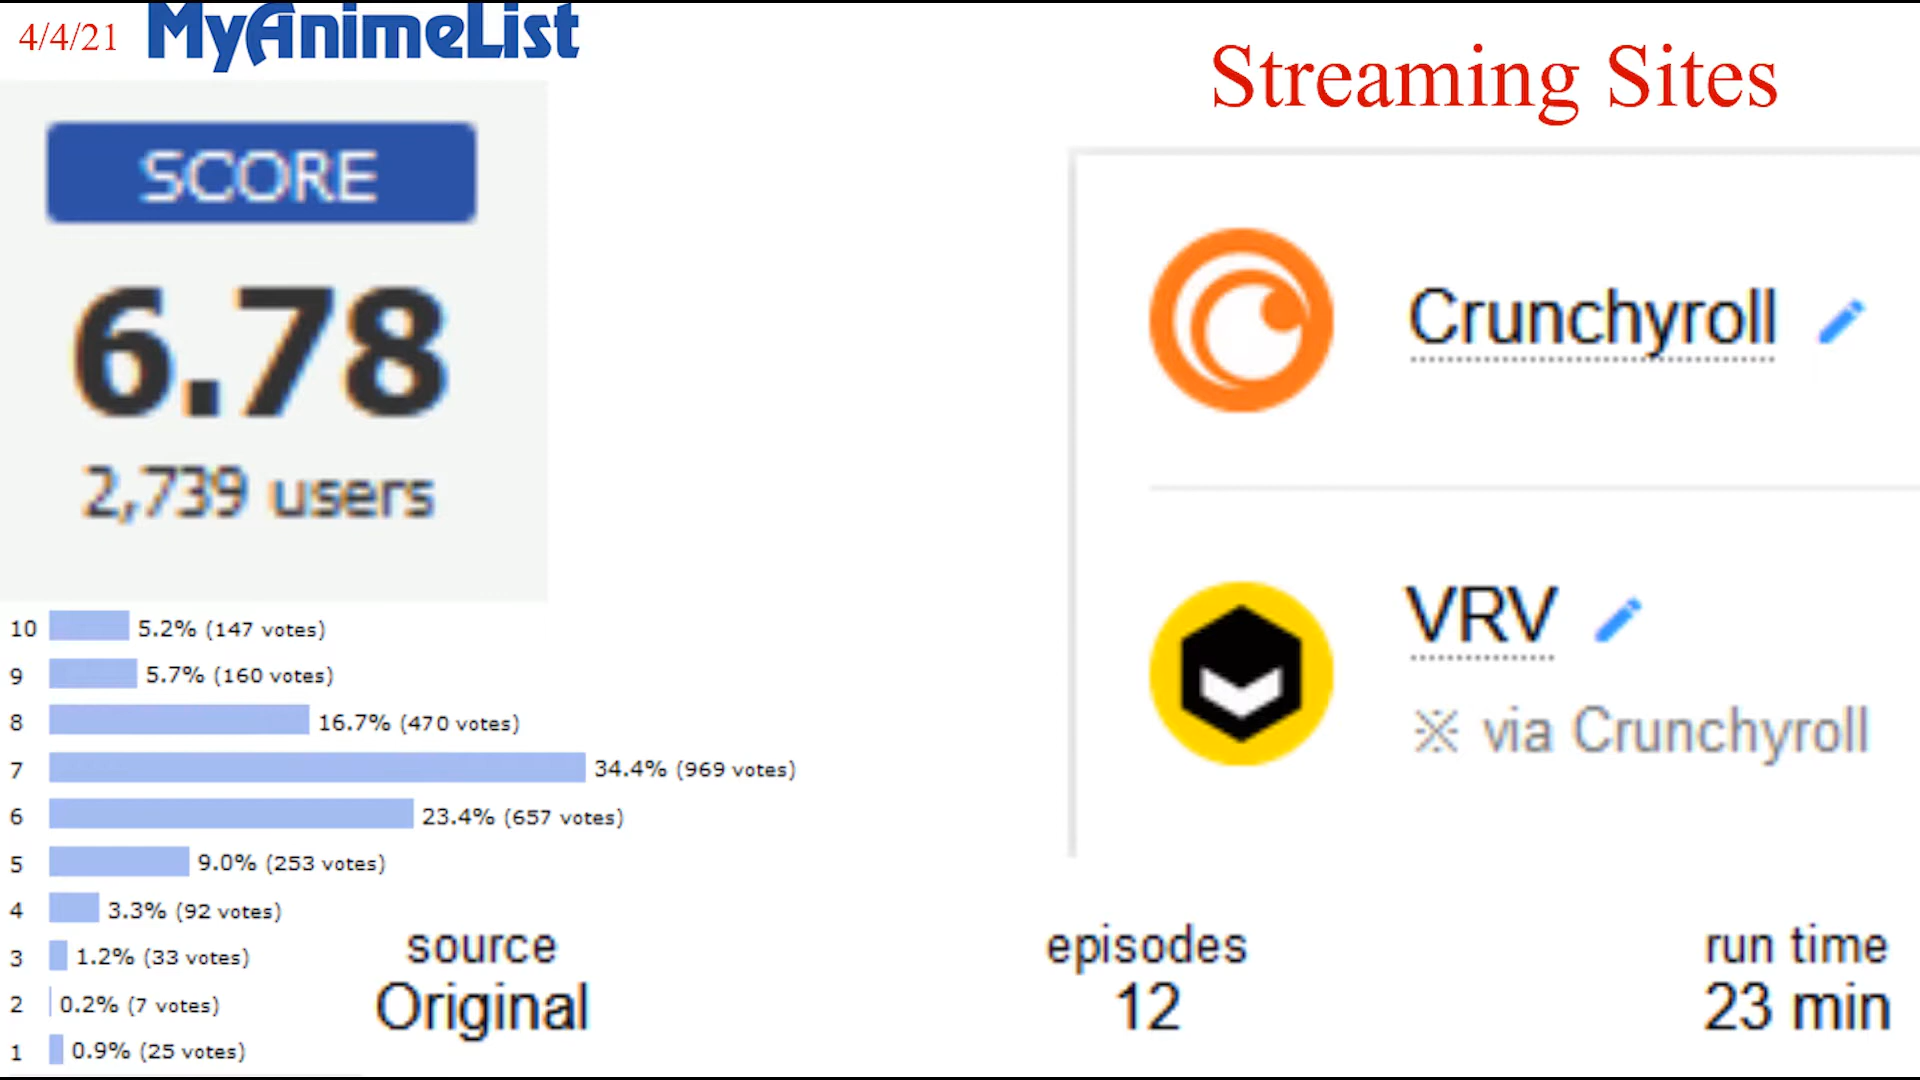 4/4/21 MyAnimeList
Streaming Sites
SCORE
6.78
2,739 users
10 5.2% (147 votes)
9 5.7% (160 votes)
8 16.7% (470 votes)
7 34.4% (969 votes)
6 23.4% (657 votes)
5 9.0% (253 votes)
4 3.3% (92 votes)
3 1.2% (33 votes)
2 0.2% (7 votes)
1 0.9% (25 votes)
Crunchyroll
VRV
※ via Crunchyroll
source
Original
episodes
12
run time
23 min